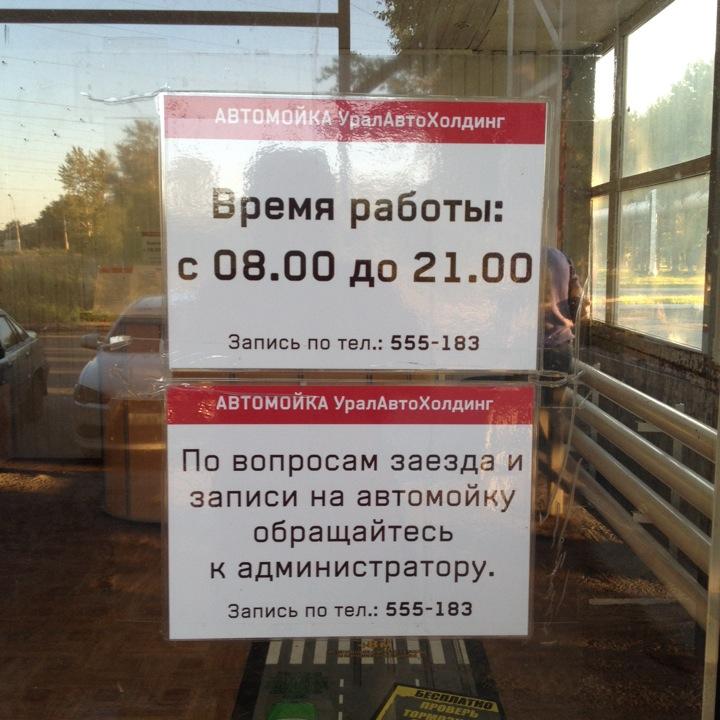 АВТОМОЙКА УралАвтоХолдинг
Время работы:
с 08.00 до 21.00
Запись по тел.: 555-183
АВТОМОЙКА УралАвтоХолдинг
По вопросам заезда и
записи на автомойку
обращайтесь
к администратору.
Запись по тел.: 555-183
БЕСПЛАТНО
ПРОВЕРЬ